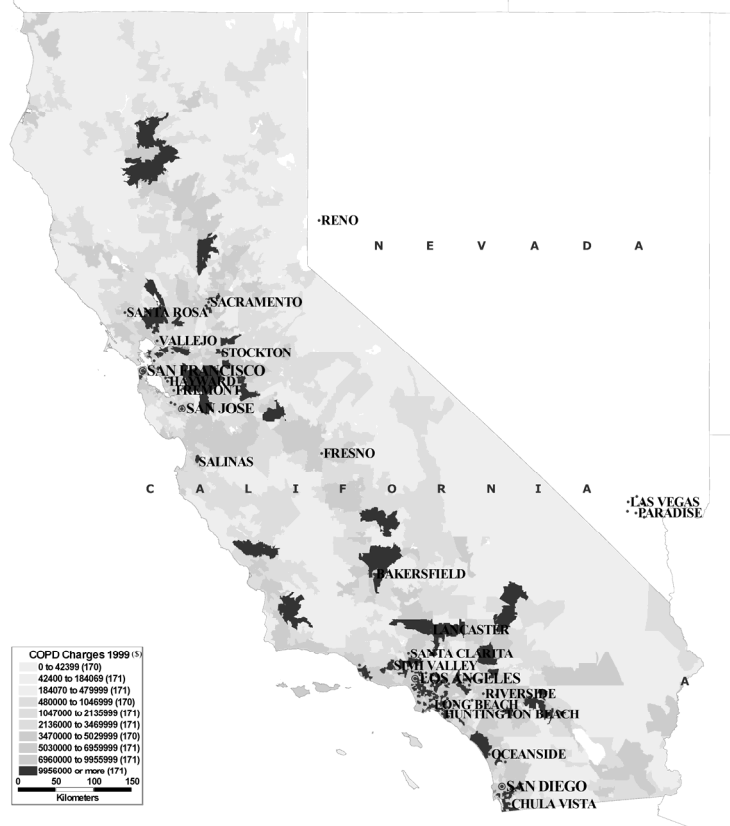 RENO
N E V A D A
SACRAMENTO
SANTA ROSA
VALLEJO
STOCKTON
SAN FRANCISCO
HAYWARD
FREMONT
SAN JOSE
FRESNO
SALINAS
C A L I F O R N I A
LAS VEGAS
PARADISE
BAKERSFIELD
LANCASTER
SANTA CLARITA
SIMI VALLEY
LOS ANGELES
A
RIVERSIDE
LONG BEACH
HUNTINGTON BEACH
OCEANSIDE
SAN DIEGO
CHULA VISTA
COPD Charges 1999 ($)
0 to 42399 (170)
42400 to 184069 (171)
184070 to 479999 (171)
480000 to 1046999 (170)
1047000 to 2135999 (171)
2136000 to 3469999 (171)
3470000 to 5029999 (170)
5030000 to 6959999 (171)
6960000 to 9955999 (171)
9956000 or more (171)
0 50 100 150
Kilometers